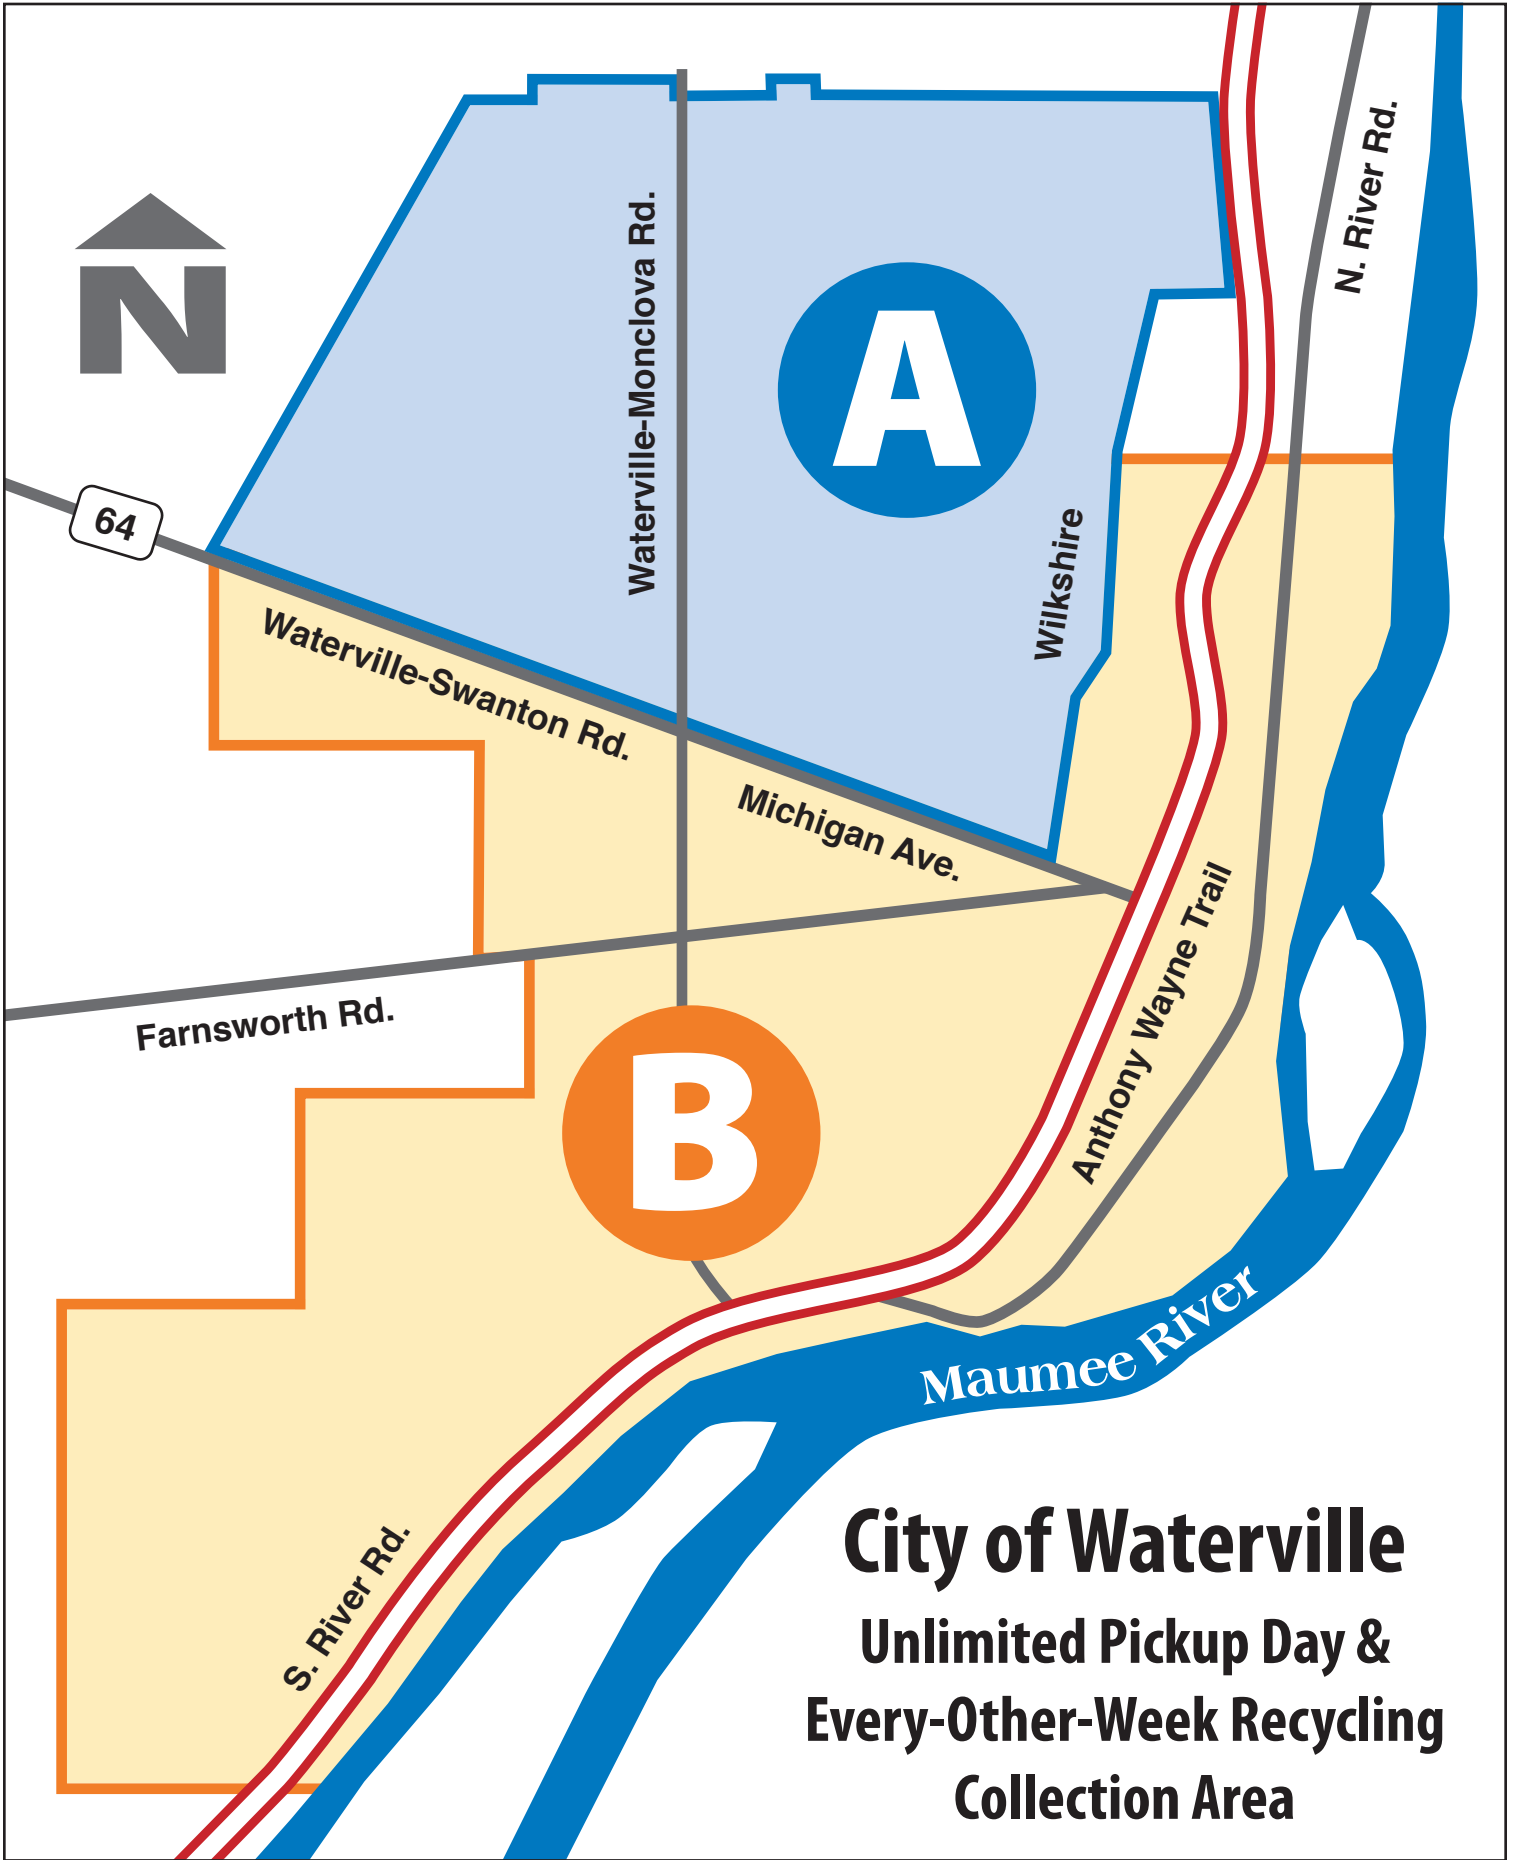 N. River Rd.
Waterville-Monclova Rd.
N
A
64
Wilkshire
Waterville-Swanton Rd.
Michigan Ave.
Anthony Wayne Trail
Farnsworth Rd.
B
Maumee River
S. River Rd.
City of Waterville
Unlimited Pickup Day &
Every-Other-Week Recycling
Collection Area